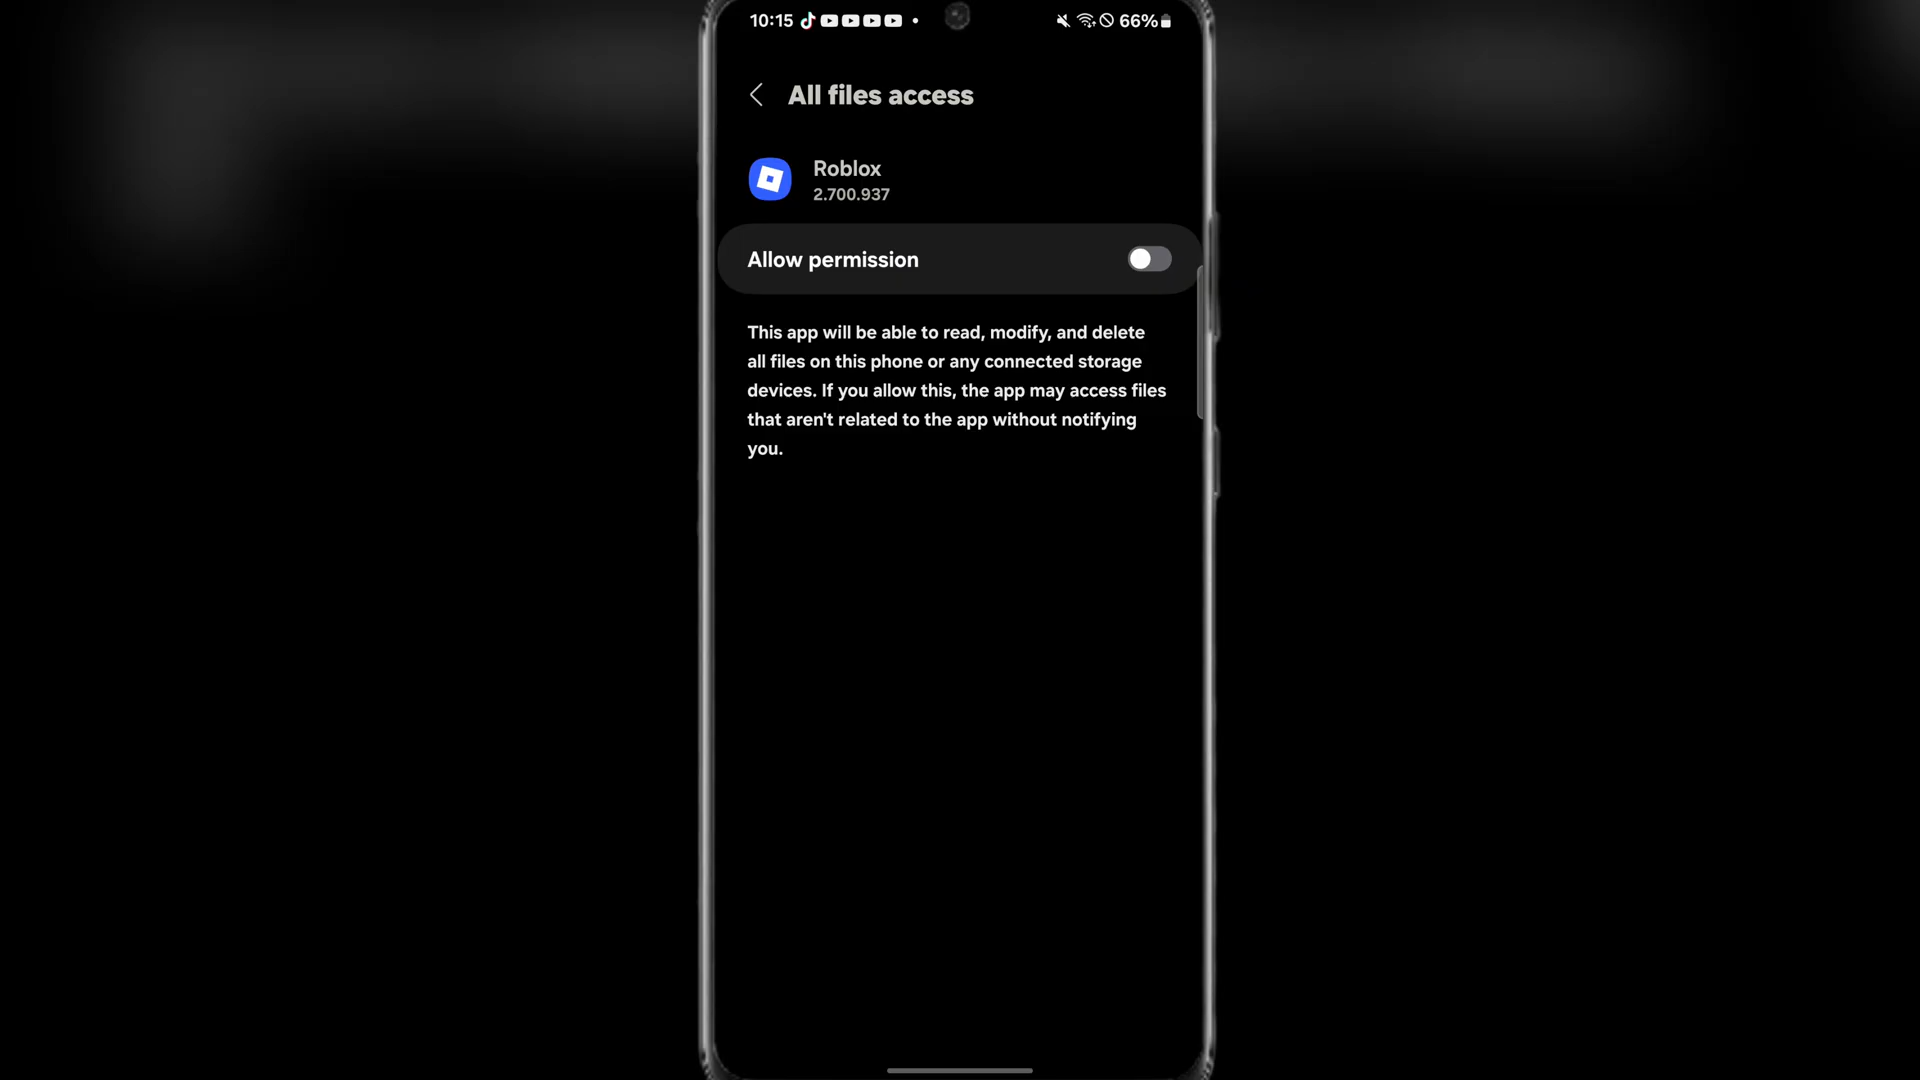 10:15
66%
All files access
Roblox
2.700.937
Allow permission
This app will be able to read, modify, and delete
all files on this phone or any connected storage
devices. If you allow this, the app may access files
that aren't related to the app without notifying
you.